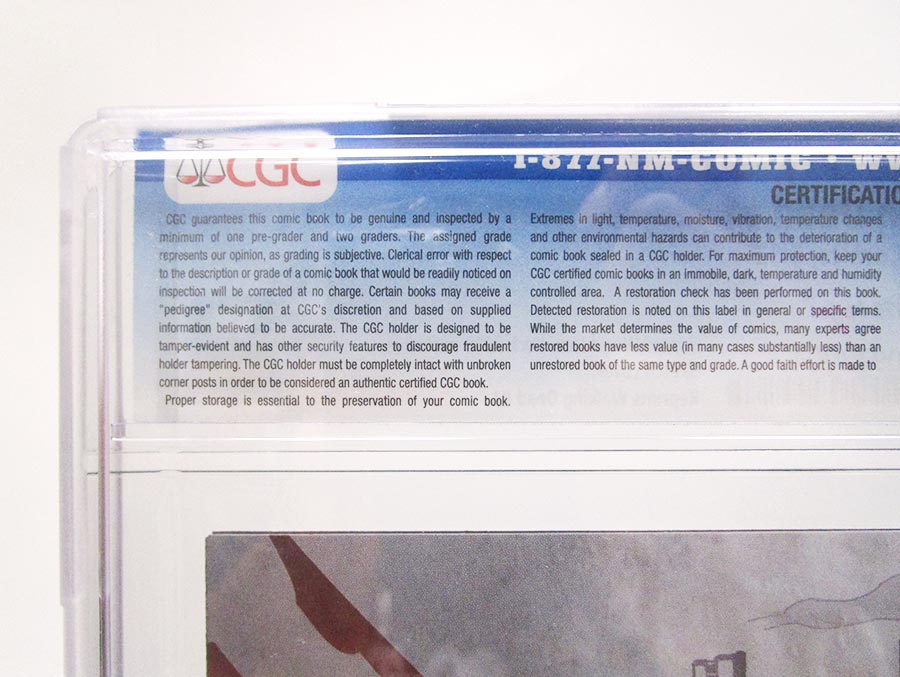 CGC
1-877-NM-COMIC •
CERTIFICATIO
CGC guarantees this comic book to be genuine and inspected by a
minimum of one pre-grader and two graders. The assigned grade
represents our opinion, as grading is subjective. Clerical error with respect
to the description or grade of a comic book that would be readily noticed on
inspection will be corrected at no charge. Certain books may receive a
"pedigree" designation at CGC's discretion and based on supplied
information believed to be accurate. The CGC holder is designed to be
tamper-evident and has other security features to discourage fraudulent
holder tampering. The CGC holder must be completely intact with unbroken
corner posts in order to be considered an authentic certified CGC book.
Proper storage is essential to the preservation of your comic book.
Extremes in light, temperature, moisture, vibration, temperature changes
and other environmental hazards can contribute to the deterioration of a
comic book sealed in a CGC holder. For maximum protection, keep your
CGC certified comic books in an immobile, dark, temperature and humidity
controlled area. A restoration check has been performed on this book.
Detected restoration is noted on this label in general or specific terms.
While the market determines the value of comics, many experts agree
restored books have less value (in many cases substantially less) than an
unrestored book of the same type and grade. A good faith effort is made to